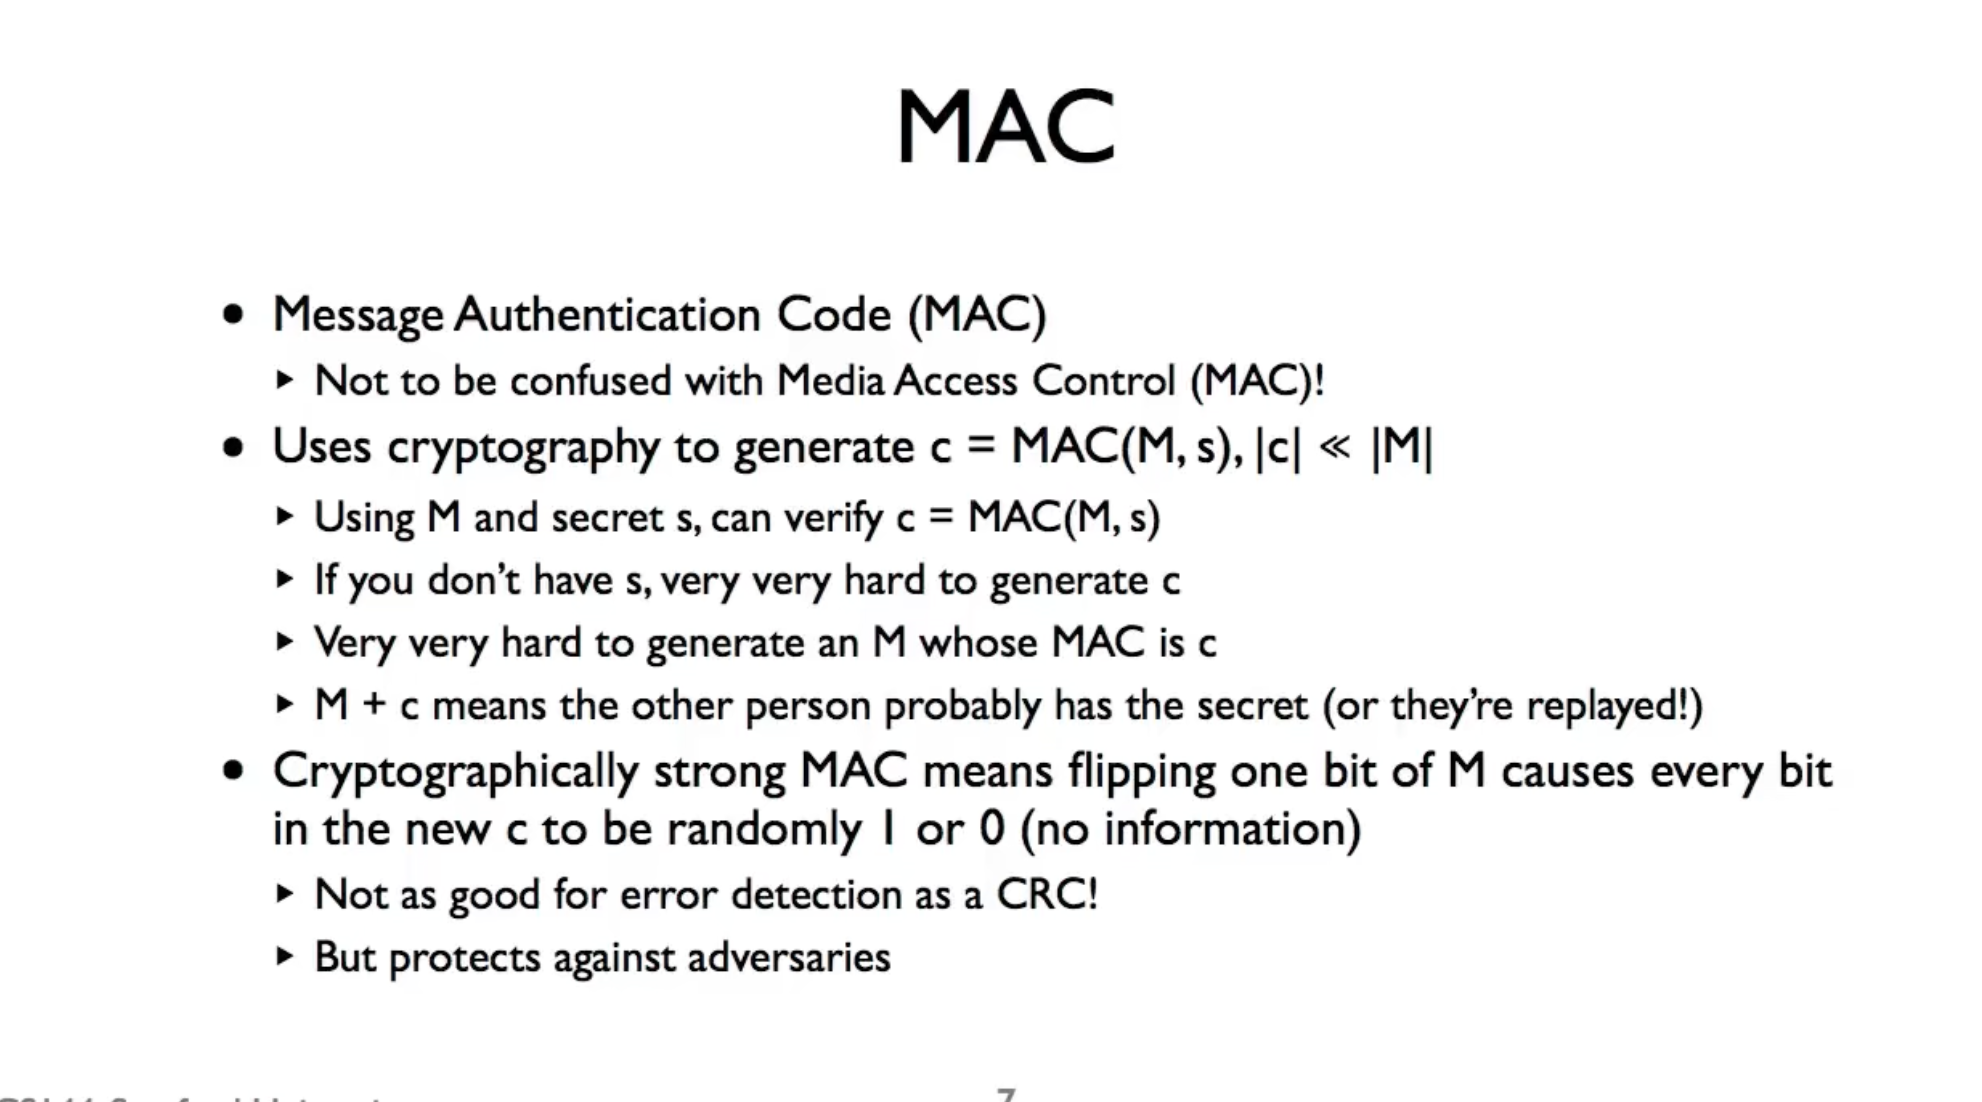 MAC
• Message Authentication Code (MAC)
▸ Not to be confused with Media Access Control (MAC)!
• Uses cryptography to generate c = MAC(M, s), |c| ≪ |M|
▸ Using M and secret s, can verify c = MAC(M, s)
▸ If you don’t have s, very very hard to generate c
▸ Very very hard to generate an M whose MAC is c
▸ M + c means the other person probably has the secret (or they’re replayed!)
• Cryptographically strong MAC means flipping one bit of M causes every bit
in the new c to be randomly 1 or 0 (no information)
▸ Not as good for error detection as a CRC!
▸ But protects against adversaries
7